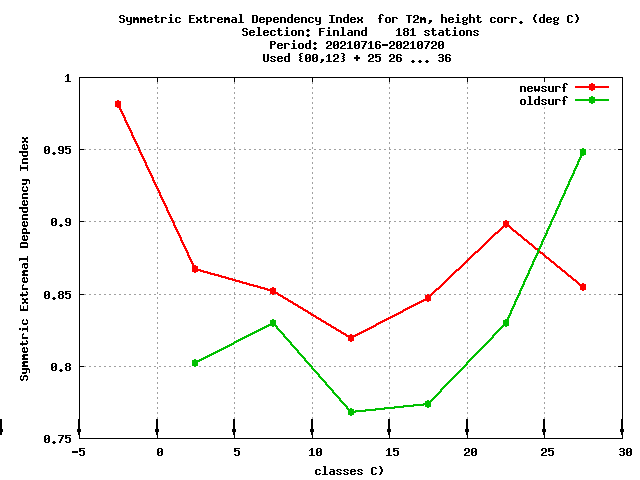 Symmetric Extremal Dependency Index  for T2m, height corr. (deg C)
Selection: Finland    181 stations
Period: 20210716-20210720
Used {00,12} + 25 26 ... 36
newsurf
oldsurf
Symmetric Extremal Dependency Index
1
0.95
0.9
0.85
0.8
0.75
-5 0 5 10 15 20 25 30
classes C)